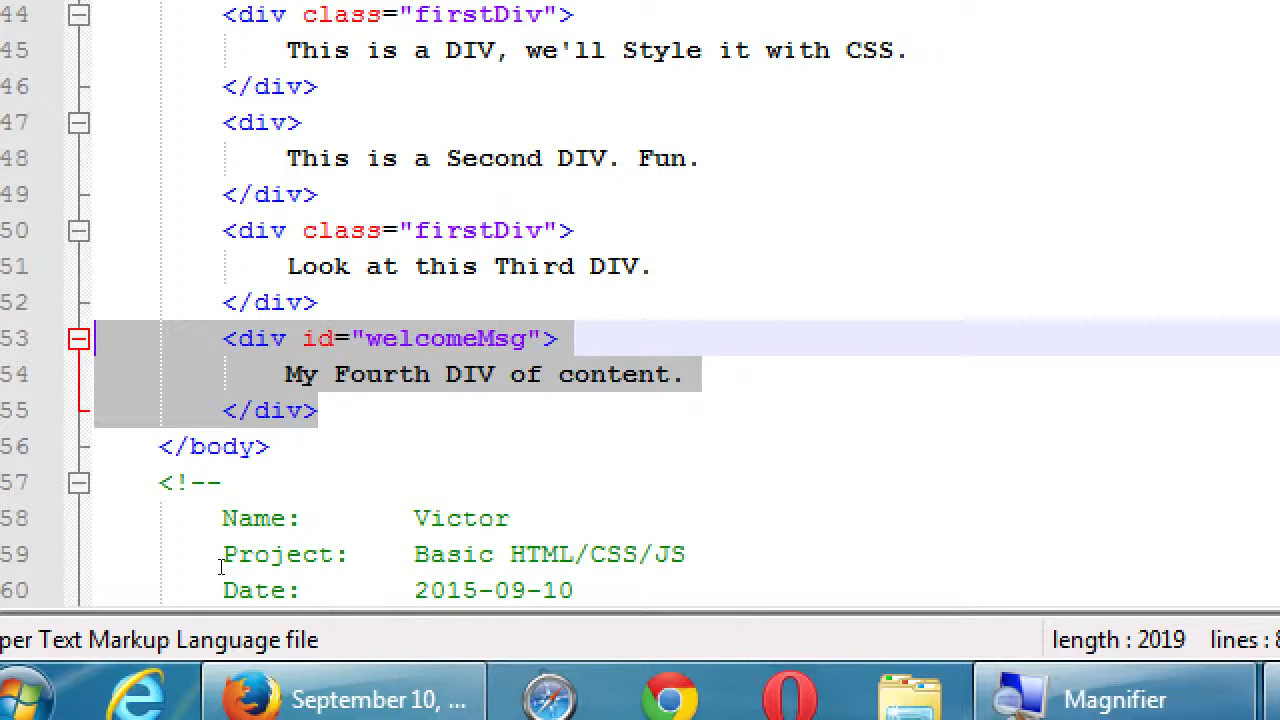 44 <div class="firstDiv">
45 This is a DIV, we'll Style it with CSS.
46 </div>
47 <div>
48 This is a Second DIV. Fun.
49 </div>
50 <div class="firstDiv">
51 Look at this Third DIV.
52 </div>
53 <div id="welcomeMsg">
54 My Fourth DIV of content.
55 </div>
56 </body>
57 <!--
58 Name: Victor
59 Project: Basic HTML/CSS/JS
60 Date: 2015-09-10
per Text Markup Language file length : 2019 lines : 8
September 10, ... Magnifier